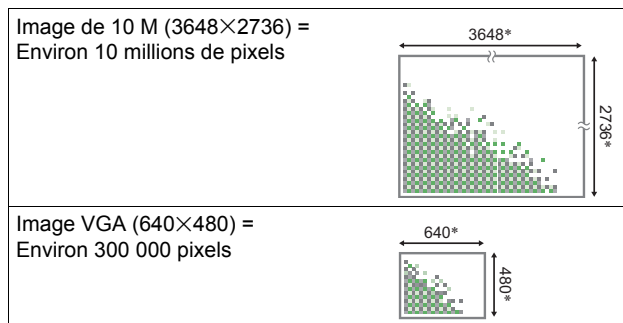 Image de 10 M (3648×2736) =
Environ 10 millions de pixels
3648*
2736*
Image VGA (640×480) =
Environ 300 000 pixels
640*
480*